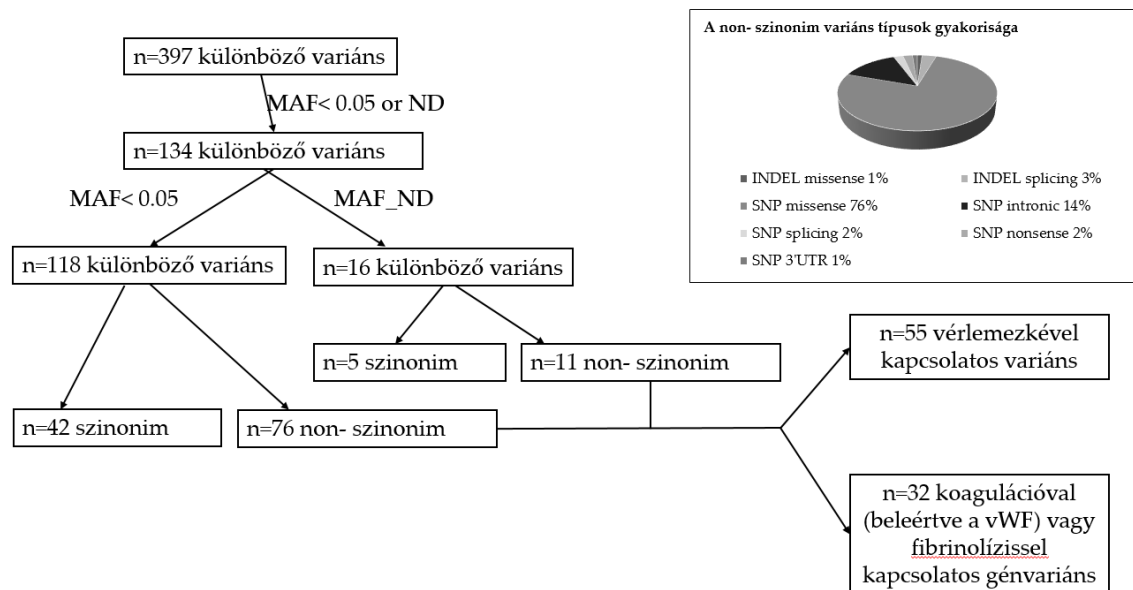 n=397 különböző variáns
MAF< 0.05 or ND
n=134 különböző variáns
MAF< 0.05
MAF_ND
n=118 különböző variáns
n=16 különböző variáns
n=5 szinonim
n=11 non- szinonim
n=42 szinonim
n=76 non- szinonim
n=55 vérlemezkével
kapcsolatos variáns
n=32 koagulációval
(beleértve a vWF) vagy
fibrinolízissel
kapcsolatos génvariáns
A non- szinonim variáns típusok gyakorisága
INDEL missense 1%
INDEL splicing 3%
SNP missense 76%
SNP intronic 14%
SNP splicing 2%
SNP nonsense 2%
SNP 3'UTR 1%